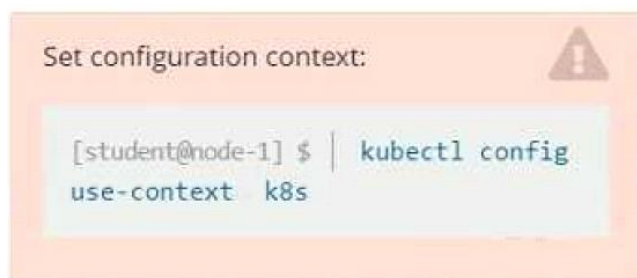 Set configuration context:
[student@node-1] $ | kubectl config
use-context k8s